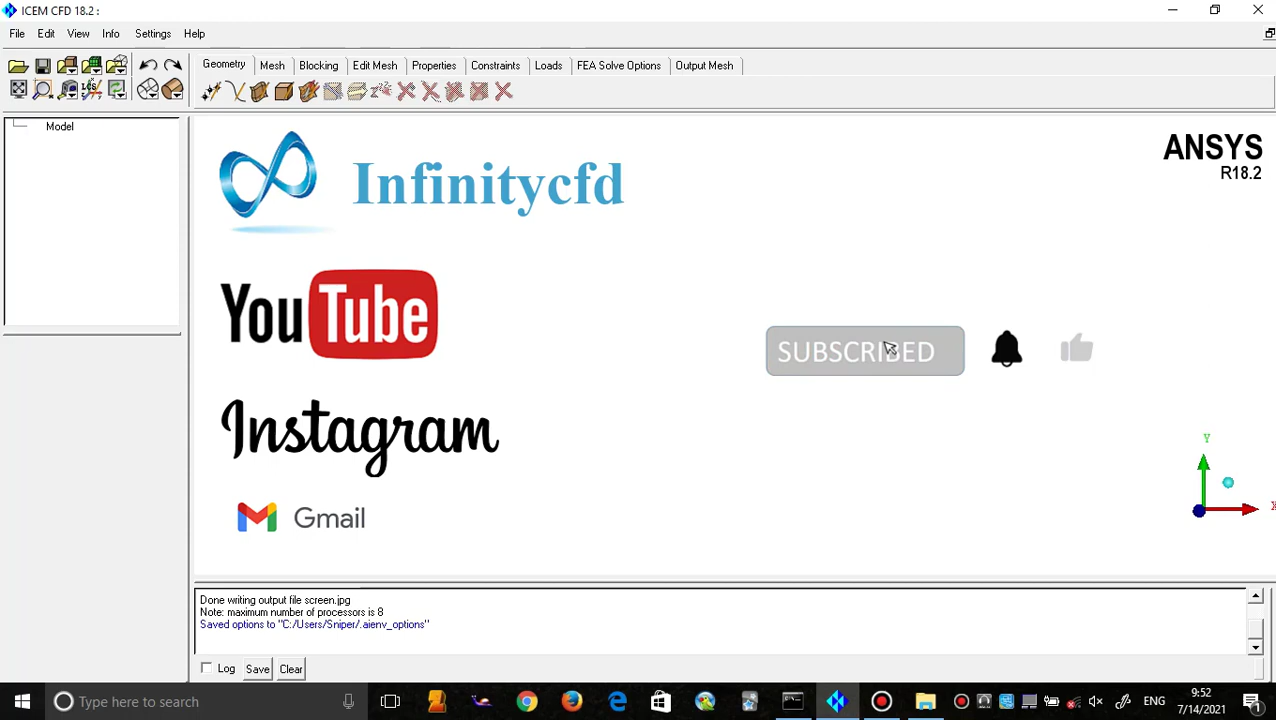 ICEM CFD 18.2 :
File Edit View Info Settings Help
Geometry Mesh Blocking Edit Mesh Properties Constraints Loads FEA Solve Options Output Mesh
LCS
Model
ANSYS
R18.2
Infinitycfd
YouTube
SUBSCRIBED
Instagram
Gmail
Y
X
Done writing output file screen.jpg
Note: maximum number of processors is 8
Saved options to "C:/Users/Sniper/.aienv_options"
Log Save Clear
Type here to search
ENG
9:52
7/14/2021
1